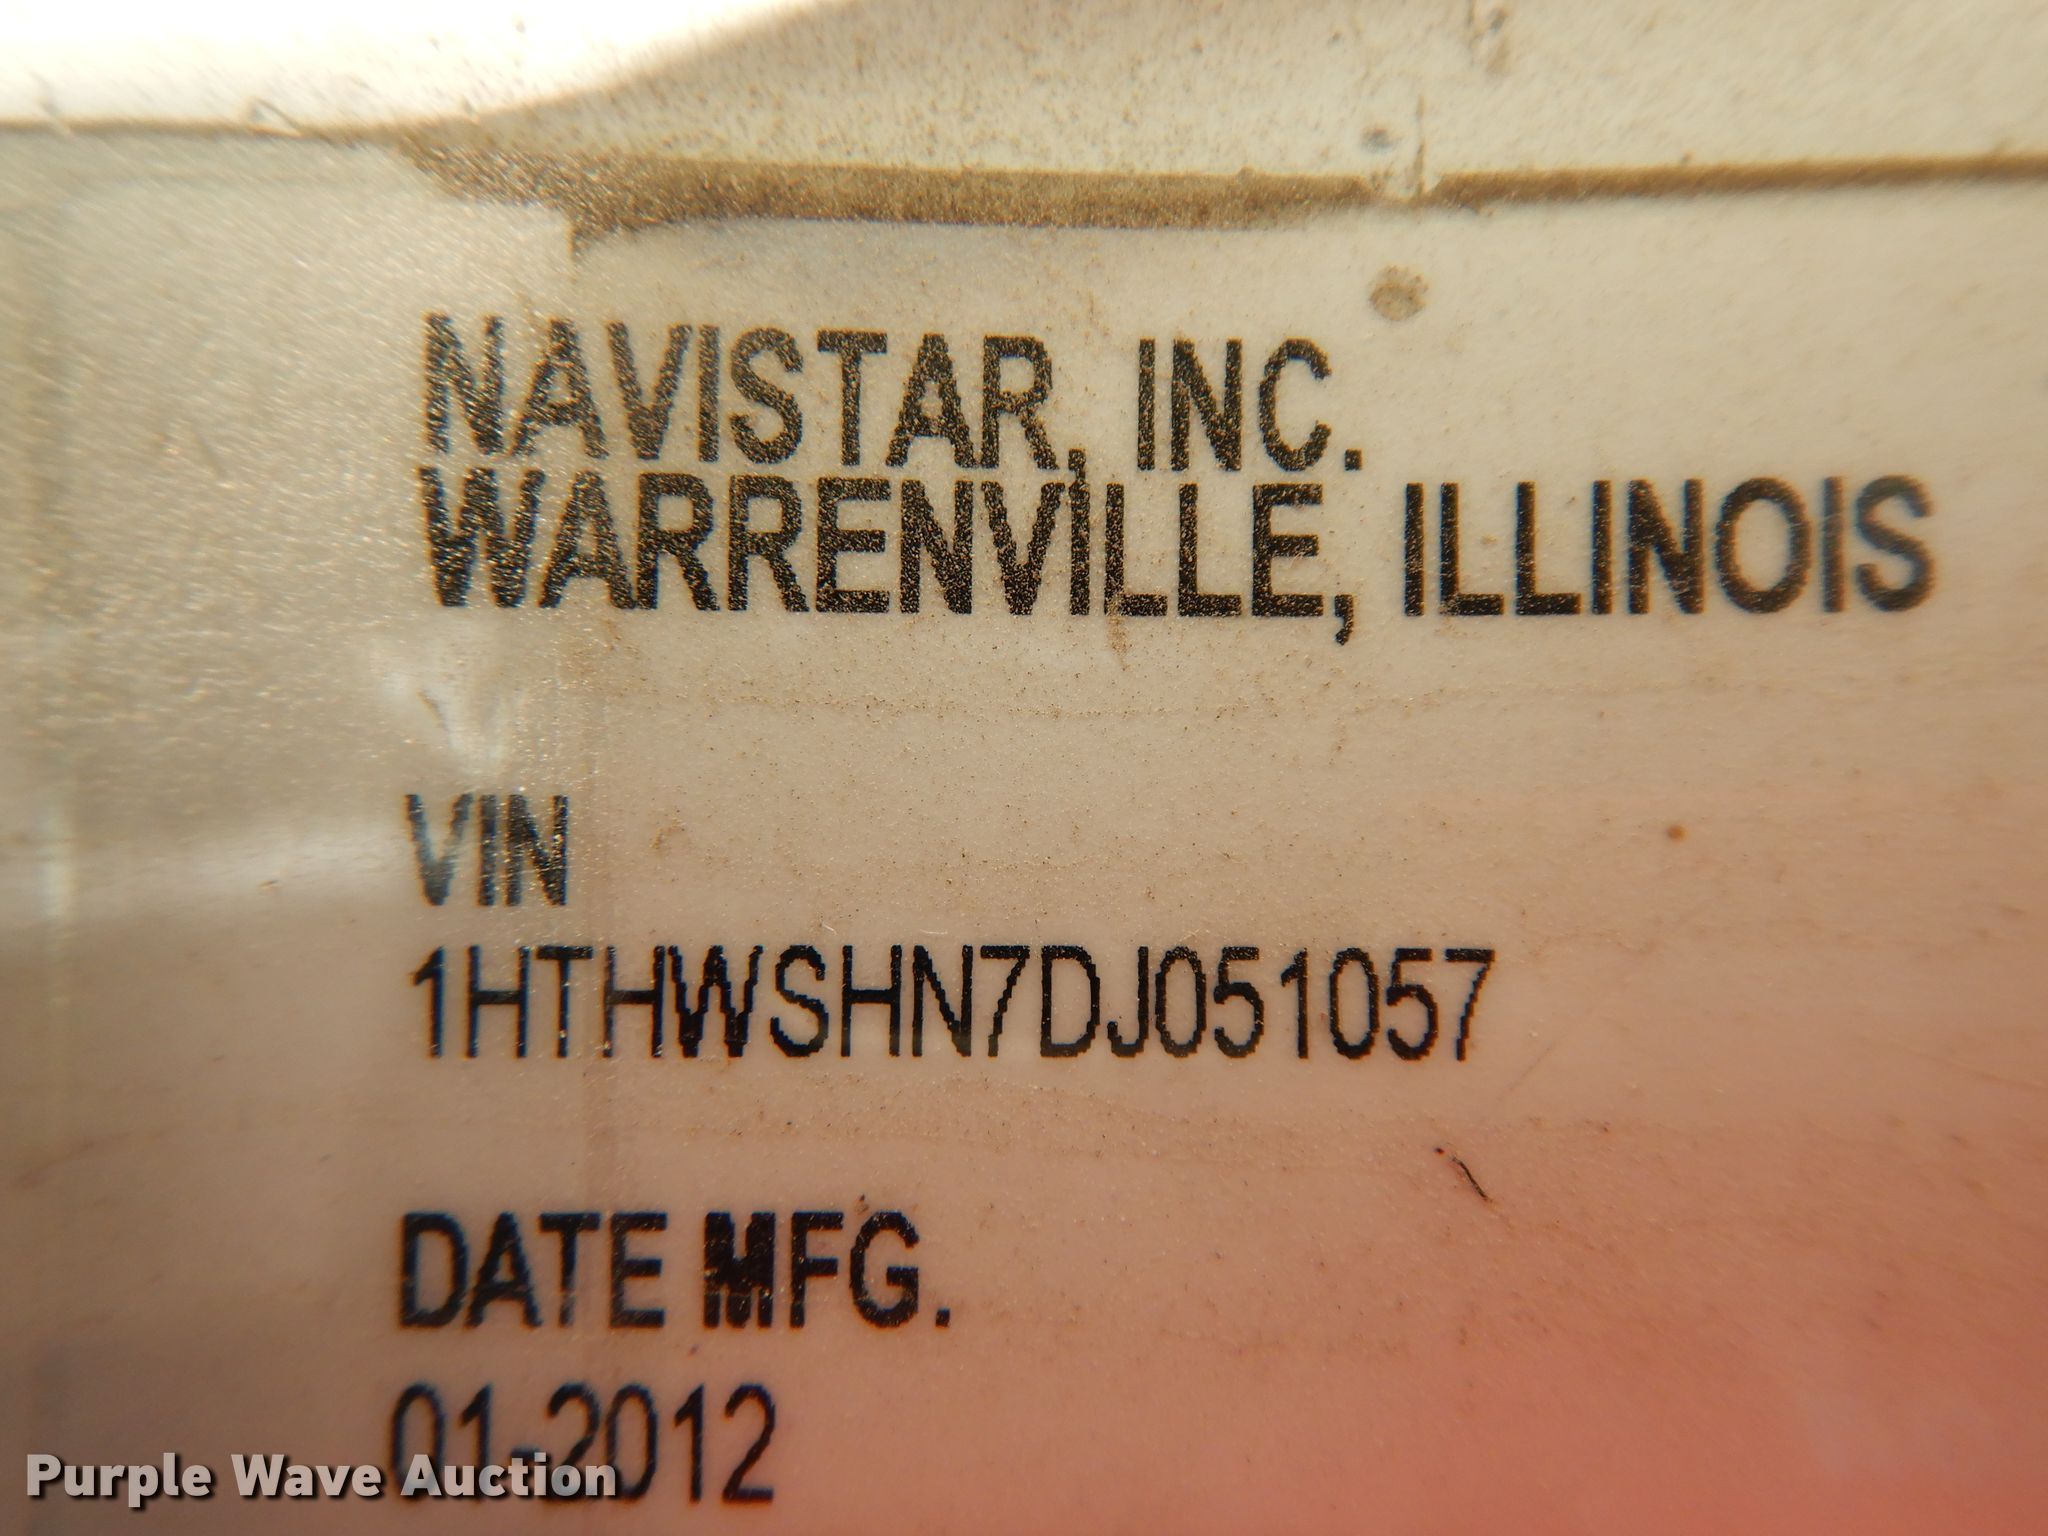 NAVISTAR, INC.
WARRENVILLE, ILLINOIS
VIN
1HTHWSHN7DJ051057
DATE MFG.
01-2012
Purple Wave Auction